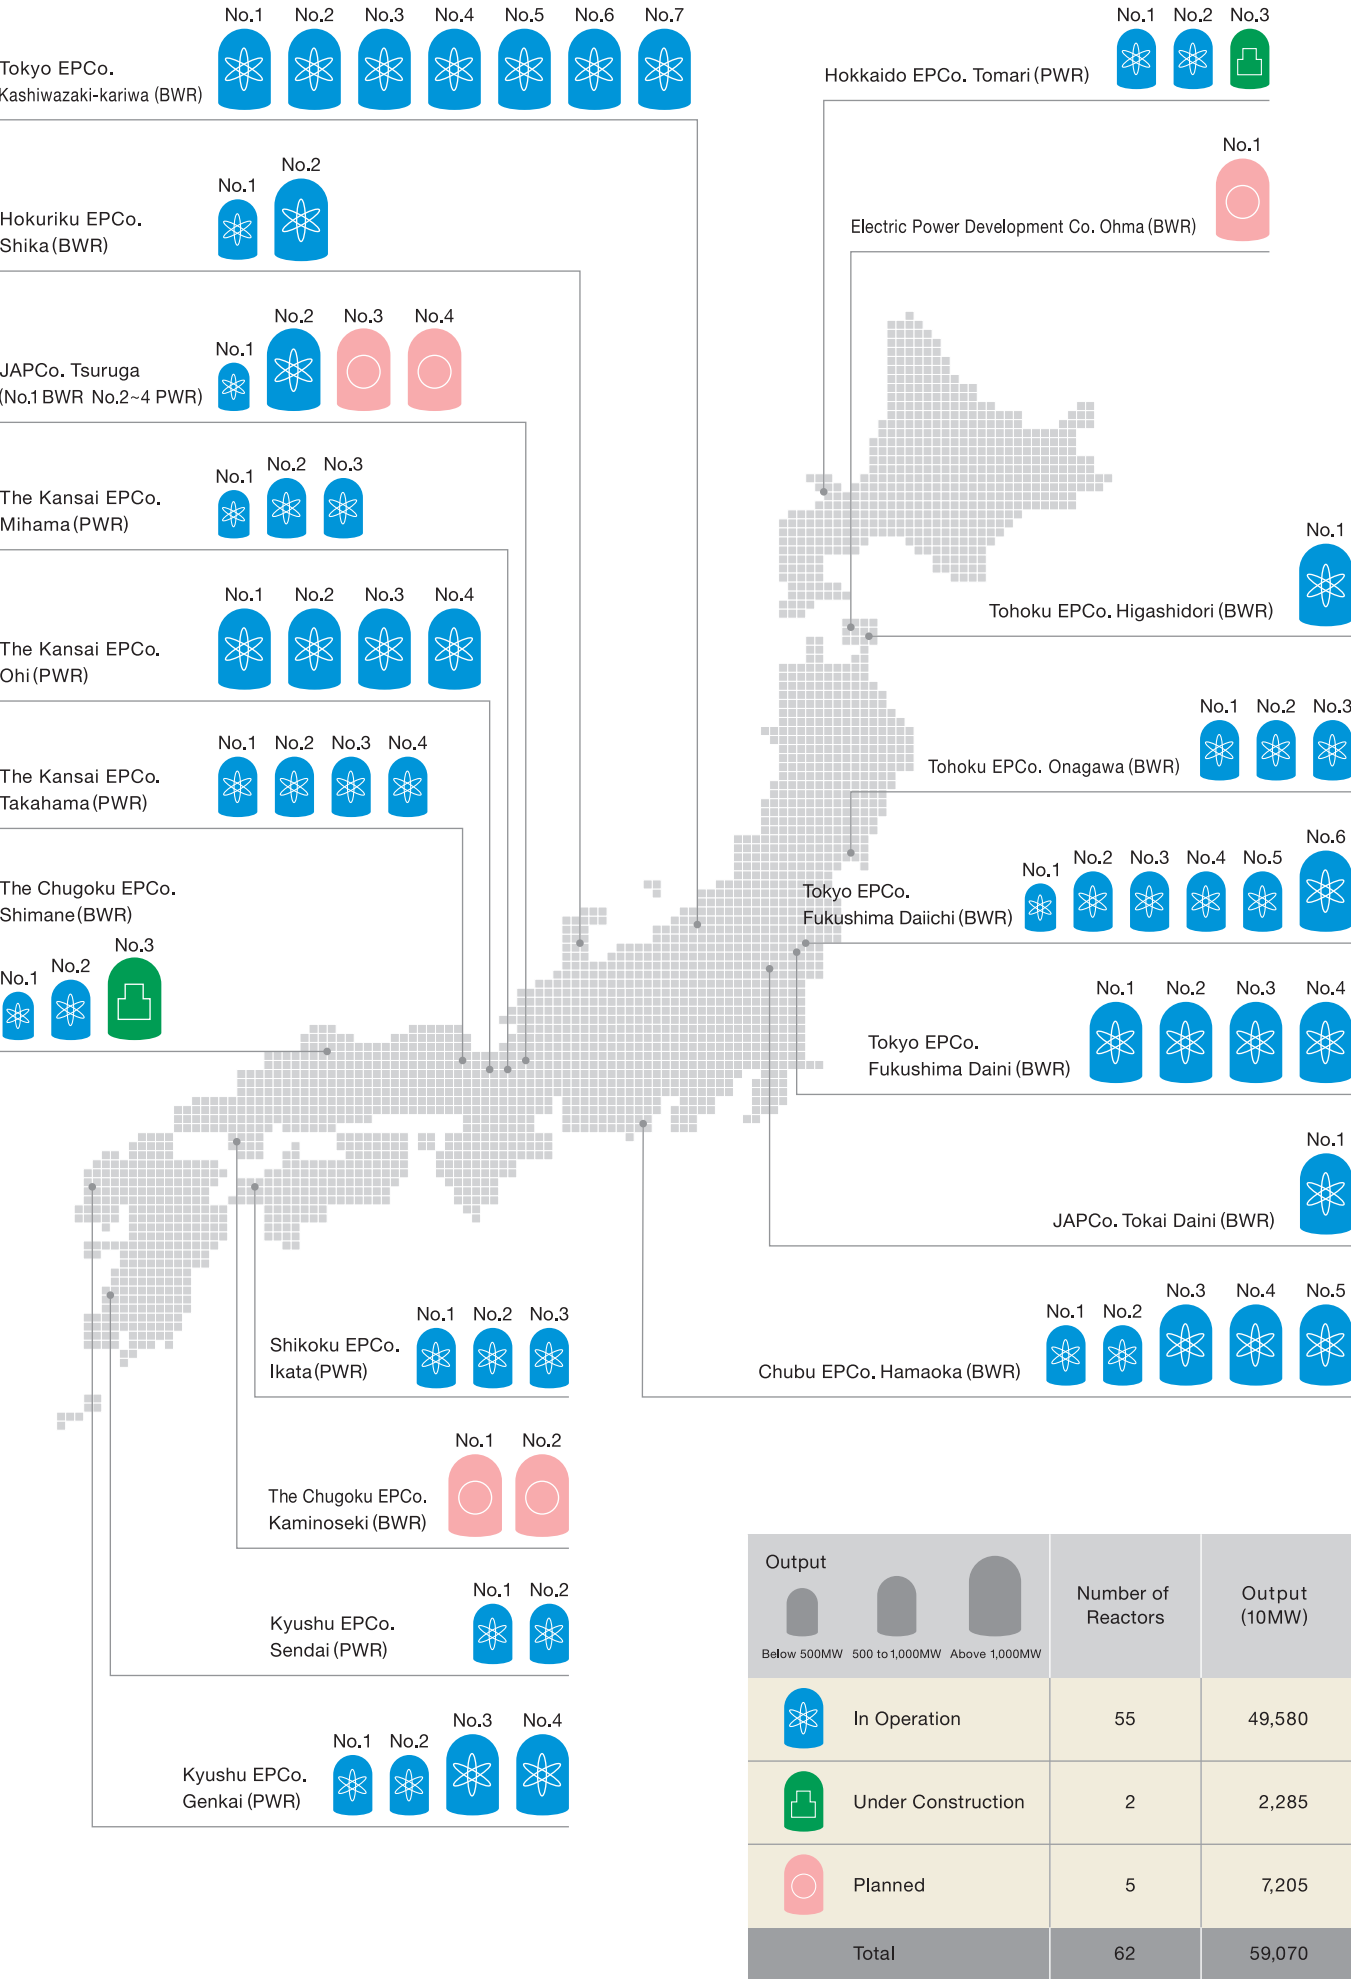 No.1 No.2 No.3 No.4 No.5 No.6 No.7
Tokyo EPCo.
Kashiwazaki-kariwa (BWR)
No.1 No.2
Hokuriku EPCo.
Shika (BWR)
No.1 No.2 No.3 No.4
JAPCo. Tsuruga
(No.1 BWR No.2~4 PWR)
No.1 No.2 No.3
The Kansai EPCo.
Mihama (PWR)
No.1 No.2 No.3 No.4
The Kansai EPCo.
Ohi (PWR)
No.1 No.2 No.3 No.4
The Kansai EPCo.
Takahama (PWR)
The Chugoku EPCo.
Shimane (BWR)
No.1 No.2 No.3
No.1 No.2 No.3
Hokkaido EPCo. Tomari (PWR)
No.1
Electric Power Development Co. Ohma (BWR)
No.1
Tohoku EPCo. Higashidori (BWR)
No.1 No.2 No.3
Tohoku EPCo. Onagawa (BWR)
No.1 No.2 No.3 No.4 No.5 No.6
Tokyo EPCo.
Fukushima Daiichi (BWR)
No.1 No.2 No.3 No.4
Tokyo EPCo.
Fukushima Daini (BWR)
No.1
JAPCo. Tokai Daini (BWR)
No.1 No.2 No.3 No.4 No.5
Chubu EPCo. Hamaoka (BWR)
No.1 No.2 No.3
Shikoku EPCo.
Ikata (PWR)
No.1 No.2
The Chugoku EPCo.
Kaminoseki (BWR)
No.1 No.2
Kyushu EPCo.
Sendai (PWR)
No.1 No.2 No.3 No.4
Kyushu EPCo.
Genkai (PWR)
Output
Below 500MW 500 to 1,000MW Above 1,000MW
Number of
Reactors
Output
(10MW)
In Operation 55 49,580
Under Construction 2 2,285
Planned 5 7,205
Total 62 59,070